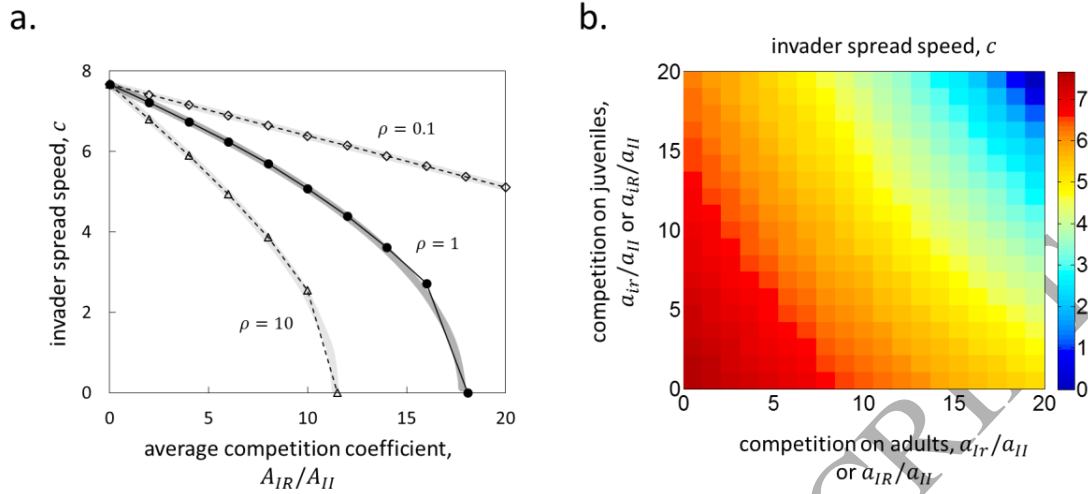 a.
8
6
4
2
0
invader spread speed, c
ρ = 0.1
ρ = 1
ρ = 10
0 5 10 15 20
average competition coefficient,
A_IR/A_II
b.
invader spread speed, c
20
15
10
5
0
competition on juveniles,
a_ir/a_II or a_iR/a_II
0 5 10 15 20
competition on adults, a_Ir/a_II
or a_IR/a_II
7
6
5
4
3
2
1
0